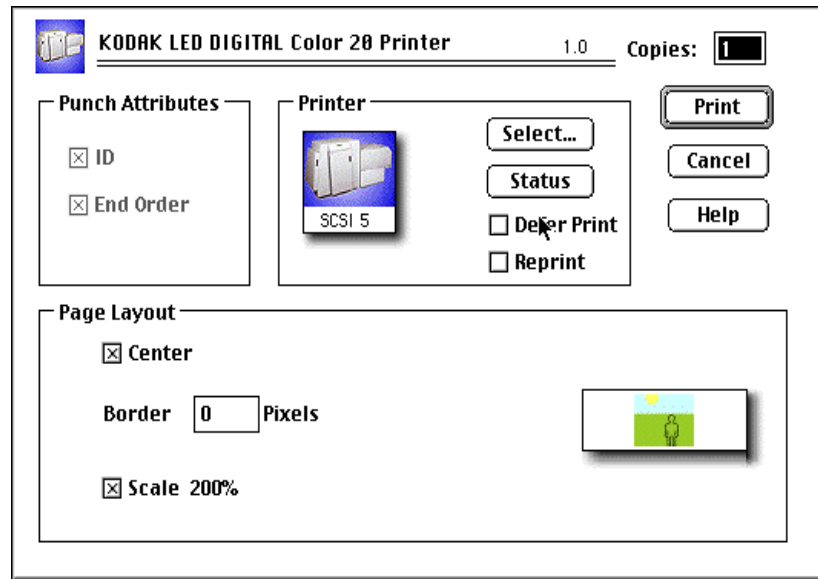 KODAK LED DIGITAL Color 20 Printer 1.0 Copies: 1
Punch Attributes
ID
End Order
Printer
SCSI 5
Select...
Status
Defer Print
Reprint
Print
Cancel
Help
Page Layout
Center
Border 0 Pixels
Scale 200%